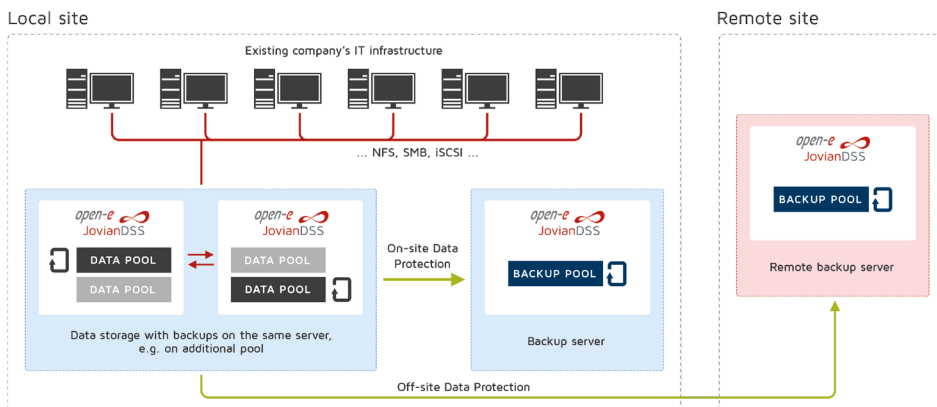 Local site
Remote site
Existing company's IT infrastructure
... NFS, SMB, iSCSI ...
open-e
JovianDSS
DATA POOL
DATA POOL
open-e
JovianDSS
DATA POOL
DATA POOL
Data storage with backups on the same server,
e.g. on additional pool
On-site Data
Protection
open-e
JovianDSS
BACKUP POOL
Backup server
open-e
JovianDSS
BACKUP POOL
Remote backup server
Off-site Data Protection